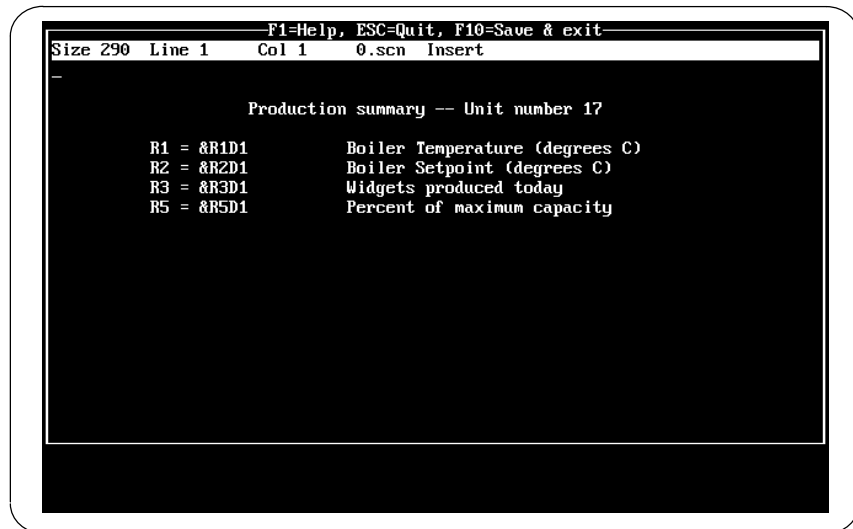 F1=Help, ESC=Quit, F10=Save & exit
Size 290 Line 1 Col 1 0.scn Insert
Production summary -- Unit number 17
R1 = &R1D1 Boiler Temperature (degrees C)
R2 = &R2D1 Boiler Setpoint (degrees C)
R3 = &R3D1 Widgets produced today
R5 = &R5D1 Percent of maximum capacity